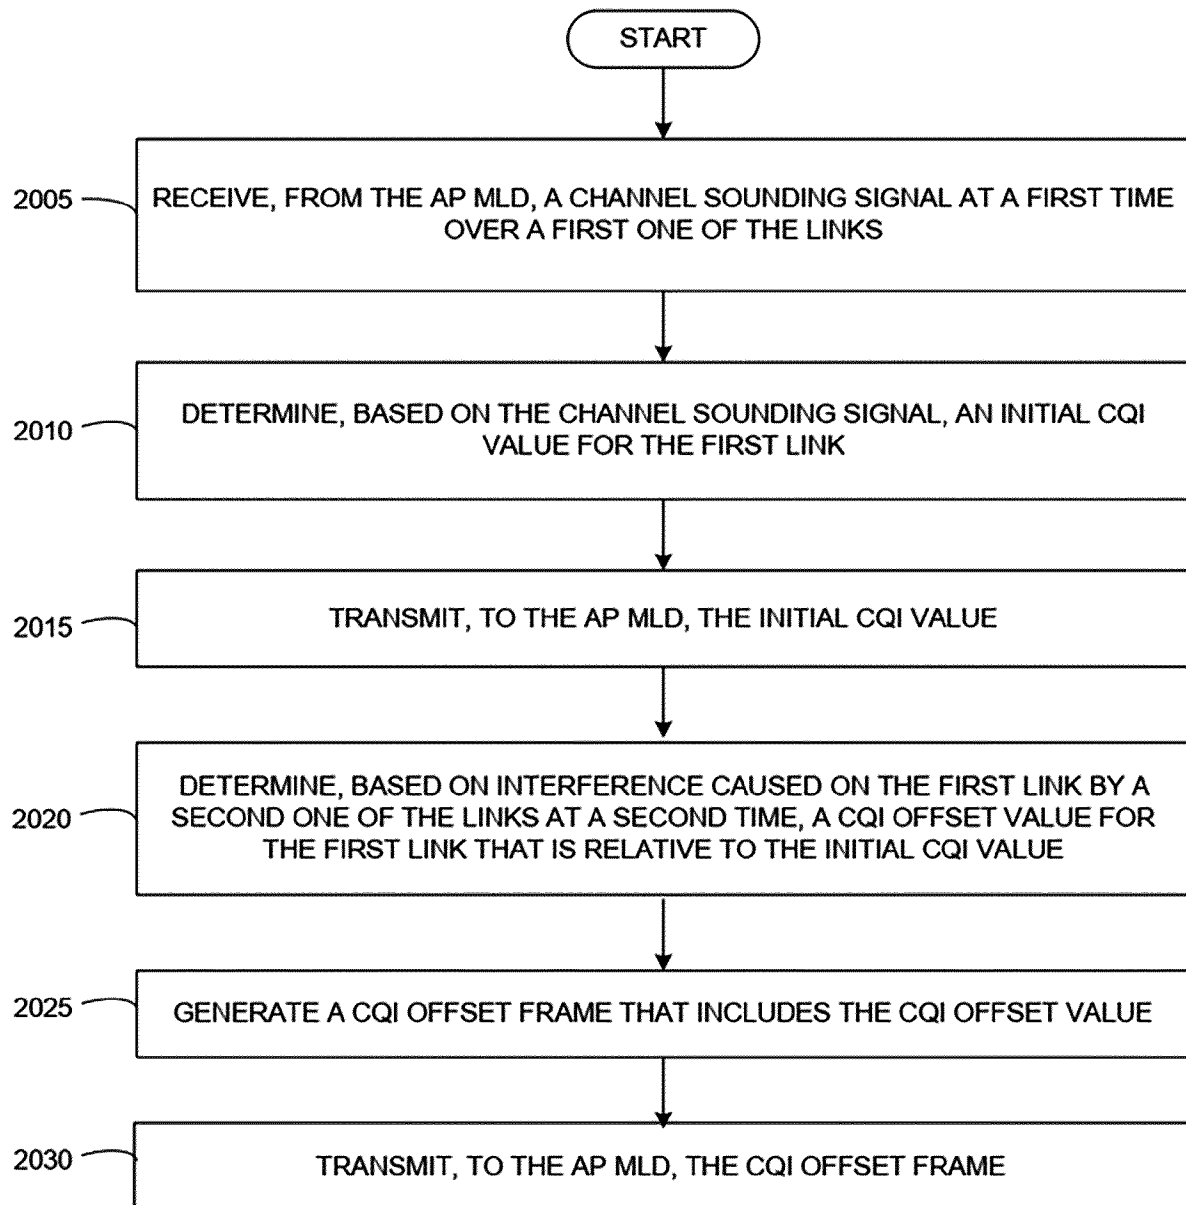 START
2005
RECEIVE, FROM THE AP MLD, A CHANNEL SOUNDING SIGNAL AT A FIRST TIME
OVER A FIRST ONE OF THE LINKS
2010
DETERMINE, BASED ON THE CHANNEL SOUNDING SIGNAL, AN INITIAL CQI
VALUE FOR THE FIRST LINK
2015
TRANSMIT, TO THE AP MLD, THE INITIAL CQI VALUE
2020
DETERMINE, BASED ON INTERFERENCE CAUSED ON THE FIRST LINK BY A
SECOND ONE OF THE LINKS AT A SECOND TIME, A CQI OFFSET VALUE FOR
THE FIRST LINK THAT IS RELATIVE TO THE INITIAL CQI VALUE
2025
GENERATE A CQI OFFSET FRAME THAT INCLUDES THE CQI OFFSET VALUE
2030
TRANSMIT, TO THE AP MLD, THE CQI OFFSET FRAME